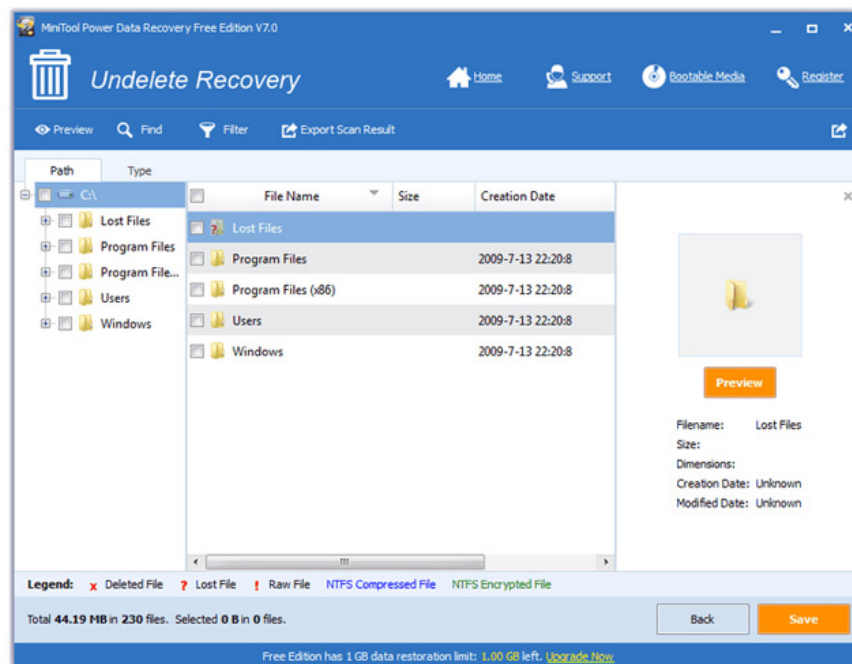 MiniTool Power Data Recovery Free Edition V7.0
Undelete Recovery
Home Support Bootable Media Register
Preview Find Filter Export Scan Result
Path Type
C:\
Lost Files
Program Files
Program File...
Users
Windows
File Name Size Creation Date
Lost Files
Program Files 2009-7-13 22:20:8
Program Files (x86) 2009-7-13 22:20:8
Users 2009-7-13 22:20:8
Windows 2009-7-13 22:20:8
Preview
Filename: Lost Files
Size:
Dimensions:
Creation Date: Unknown
Modified Date: Unknown
Legend: x Deleted File ? Lost File ! Raw File NTFS Compressed File NTFS Encrypted File
Total 44.19 MB in 230 files. Selected 0 B in 0 files.
Back Save
Free Edition has 1 GB data restoration limit: 1.00 GB left. Upgrade Now